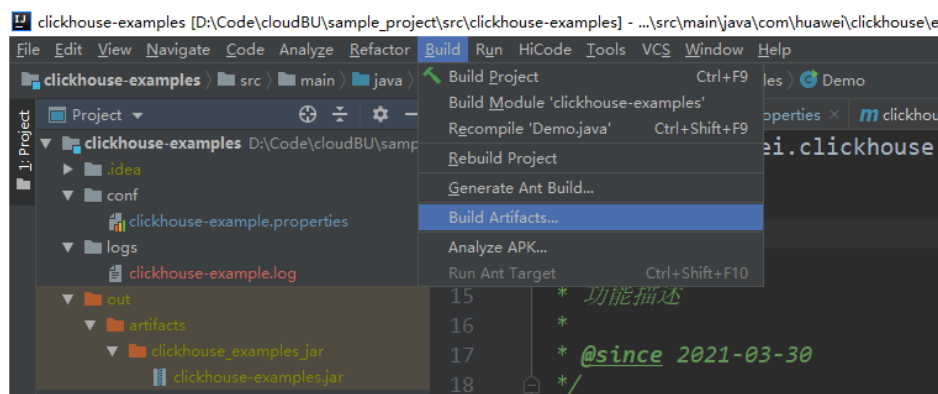 clickhouse-examples [D:\Code\cloudBU\sample_project\src\clickhouse-examples] - ...\src\main\java\com\huawei\clickhouse\e
File Edit View Navigate Code Analyze Refactor Build Run HiCode Tools VCS Window Help
clickhouse-examples src main java les Demo
Build Project Ctrl+F9
Build Module 'clickhouse-examples'
Recompile 'Demo.java' Ctrl+Shift+F9
Rebuild Project
Generate Ant Build...
Build Artifacts...
Analyze APK...
Run Ant Target Ctrl+Shift+F10
1: Project
Project
clickhouse-examples D:\Code\cloudBU\samp
.idea
conf
clickhouse-example.properties
logs
clickhouse-example.log
out
artifacts
clickhouse_examples_jar
clickhouse-examples.jar
operties clickhou
ei.clickhouse
15 * 功能描述
16 *
17 * @since 2021-03-30
18 */